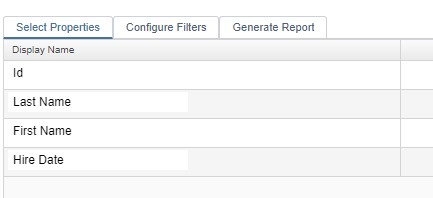 Select Properties Configure Filters Generate Report
Display Name
Id
Last Name
First Name
Hire Date